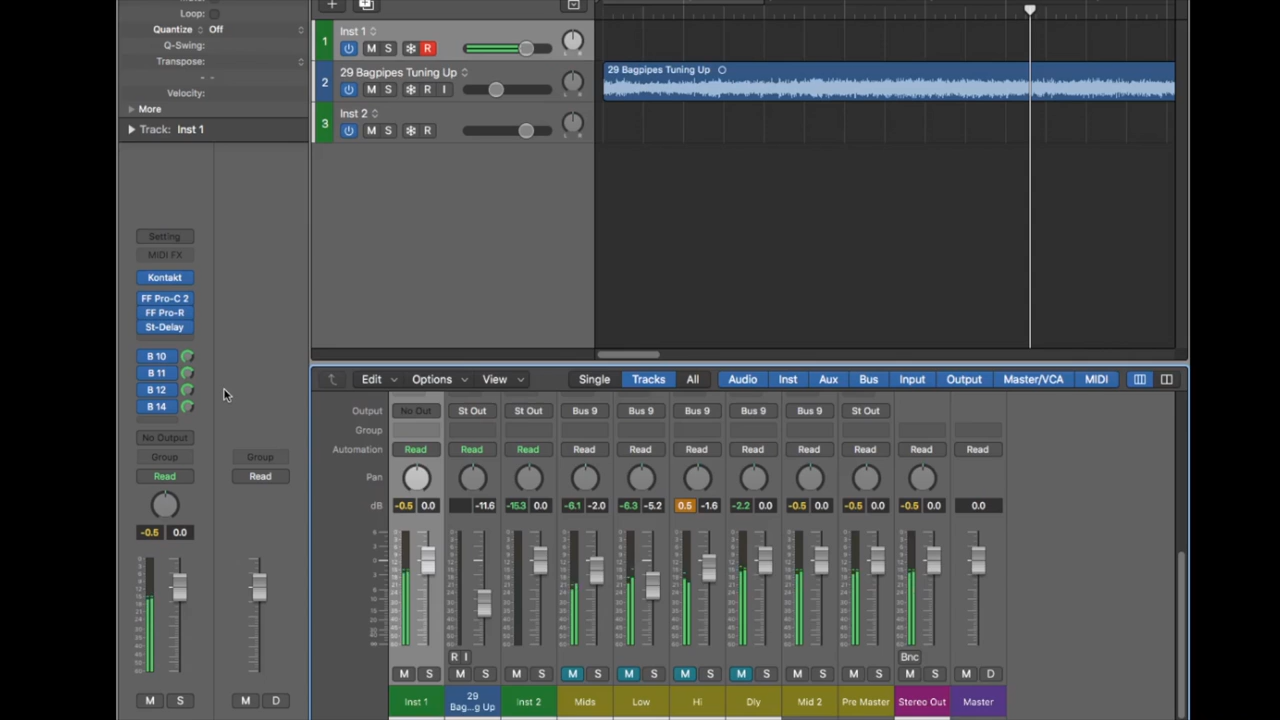 Loop:
Quantize Off
Q-Swing:
Transpose:
- -
Velocity:
More
Track: Inst 1
Setting
MIDI FX
Kontakt
FF Pro-C 2
FF Pro-R
St-Delay
B 10
B 11
B 12
B 14
No Output
Group Group
Read Read
-0.5 0.0
M S M D
1 Inst 1
M S R
2 29 Bagpipes Tuning Up
M S R I
3 Inst 2
M S R
29 Bagpipes Tuning Up
Edit Options View Single Tracks All Audio Inst Aux Bus Input Output Master/VCA MIDI
Output No Out St Out St Out Bus 9 Bus 9 Bus 9 Bus 9 Bus 9 St Out
Group
Automation Read Read Read Read Read Read Read Read Read Read Read
Pan
dB -0.5 0.0 -11.6 -15.3 0.0 -6.1 -2.0 -6.3 -5.2 0.5 -1.6 -2.2 0.0 -0.5 0.0 -0.5 0.0 -0.5 0.0 0.0
R I Bnc
M S M S M S M S M S M S M S M S M S M S M D
Inst 1 29 Bag...g Up Inst 2 Mids Low Hi Dly Mid 2 Pre Master Stereo Out Master